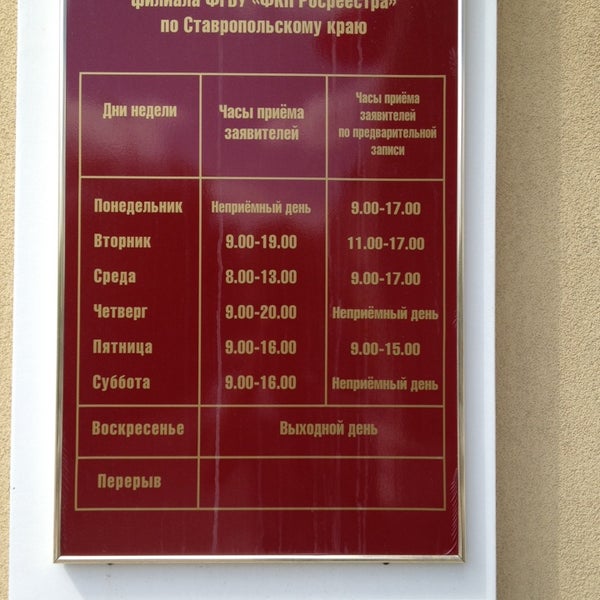 филиала ФГБУ «ФКП Росреестра»
по Ставропольскому краю
Дни недели
Часы приёма
заявителей
Часы приёма
заявителей
по предварительной
записи
Понедельник Неприёмный день 9.00-17.00
Вторник 9.00-19.00 11.00-17.00
Среда 8.00-13.00 9.00-17.00
Четверг 9.00-20.00 Неприёмный день
Пятница 9.00-16.00 9.00-15.00
Суббота 9.00-16.00 Неприёмный день
Воскресенье Выходной день
Перерыв